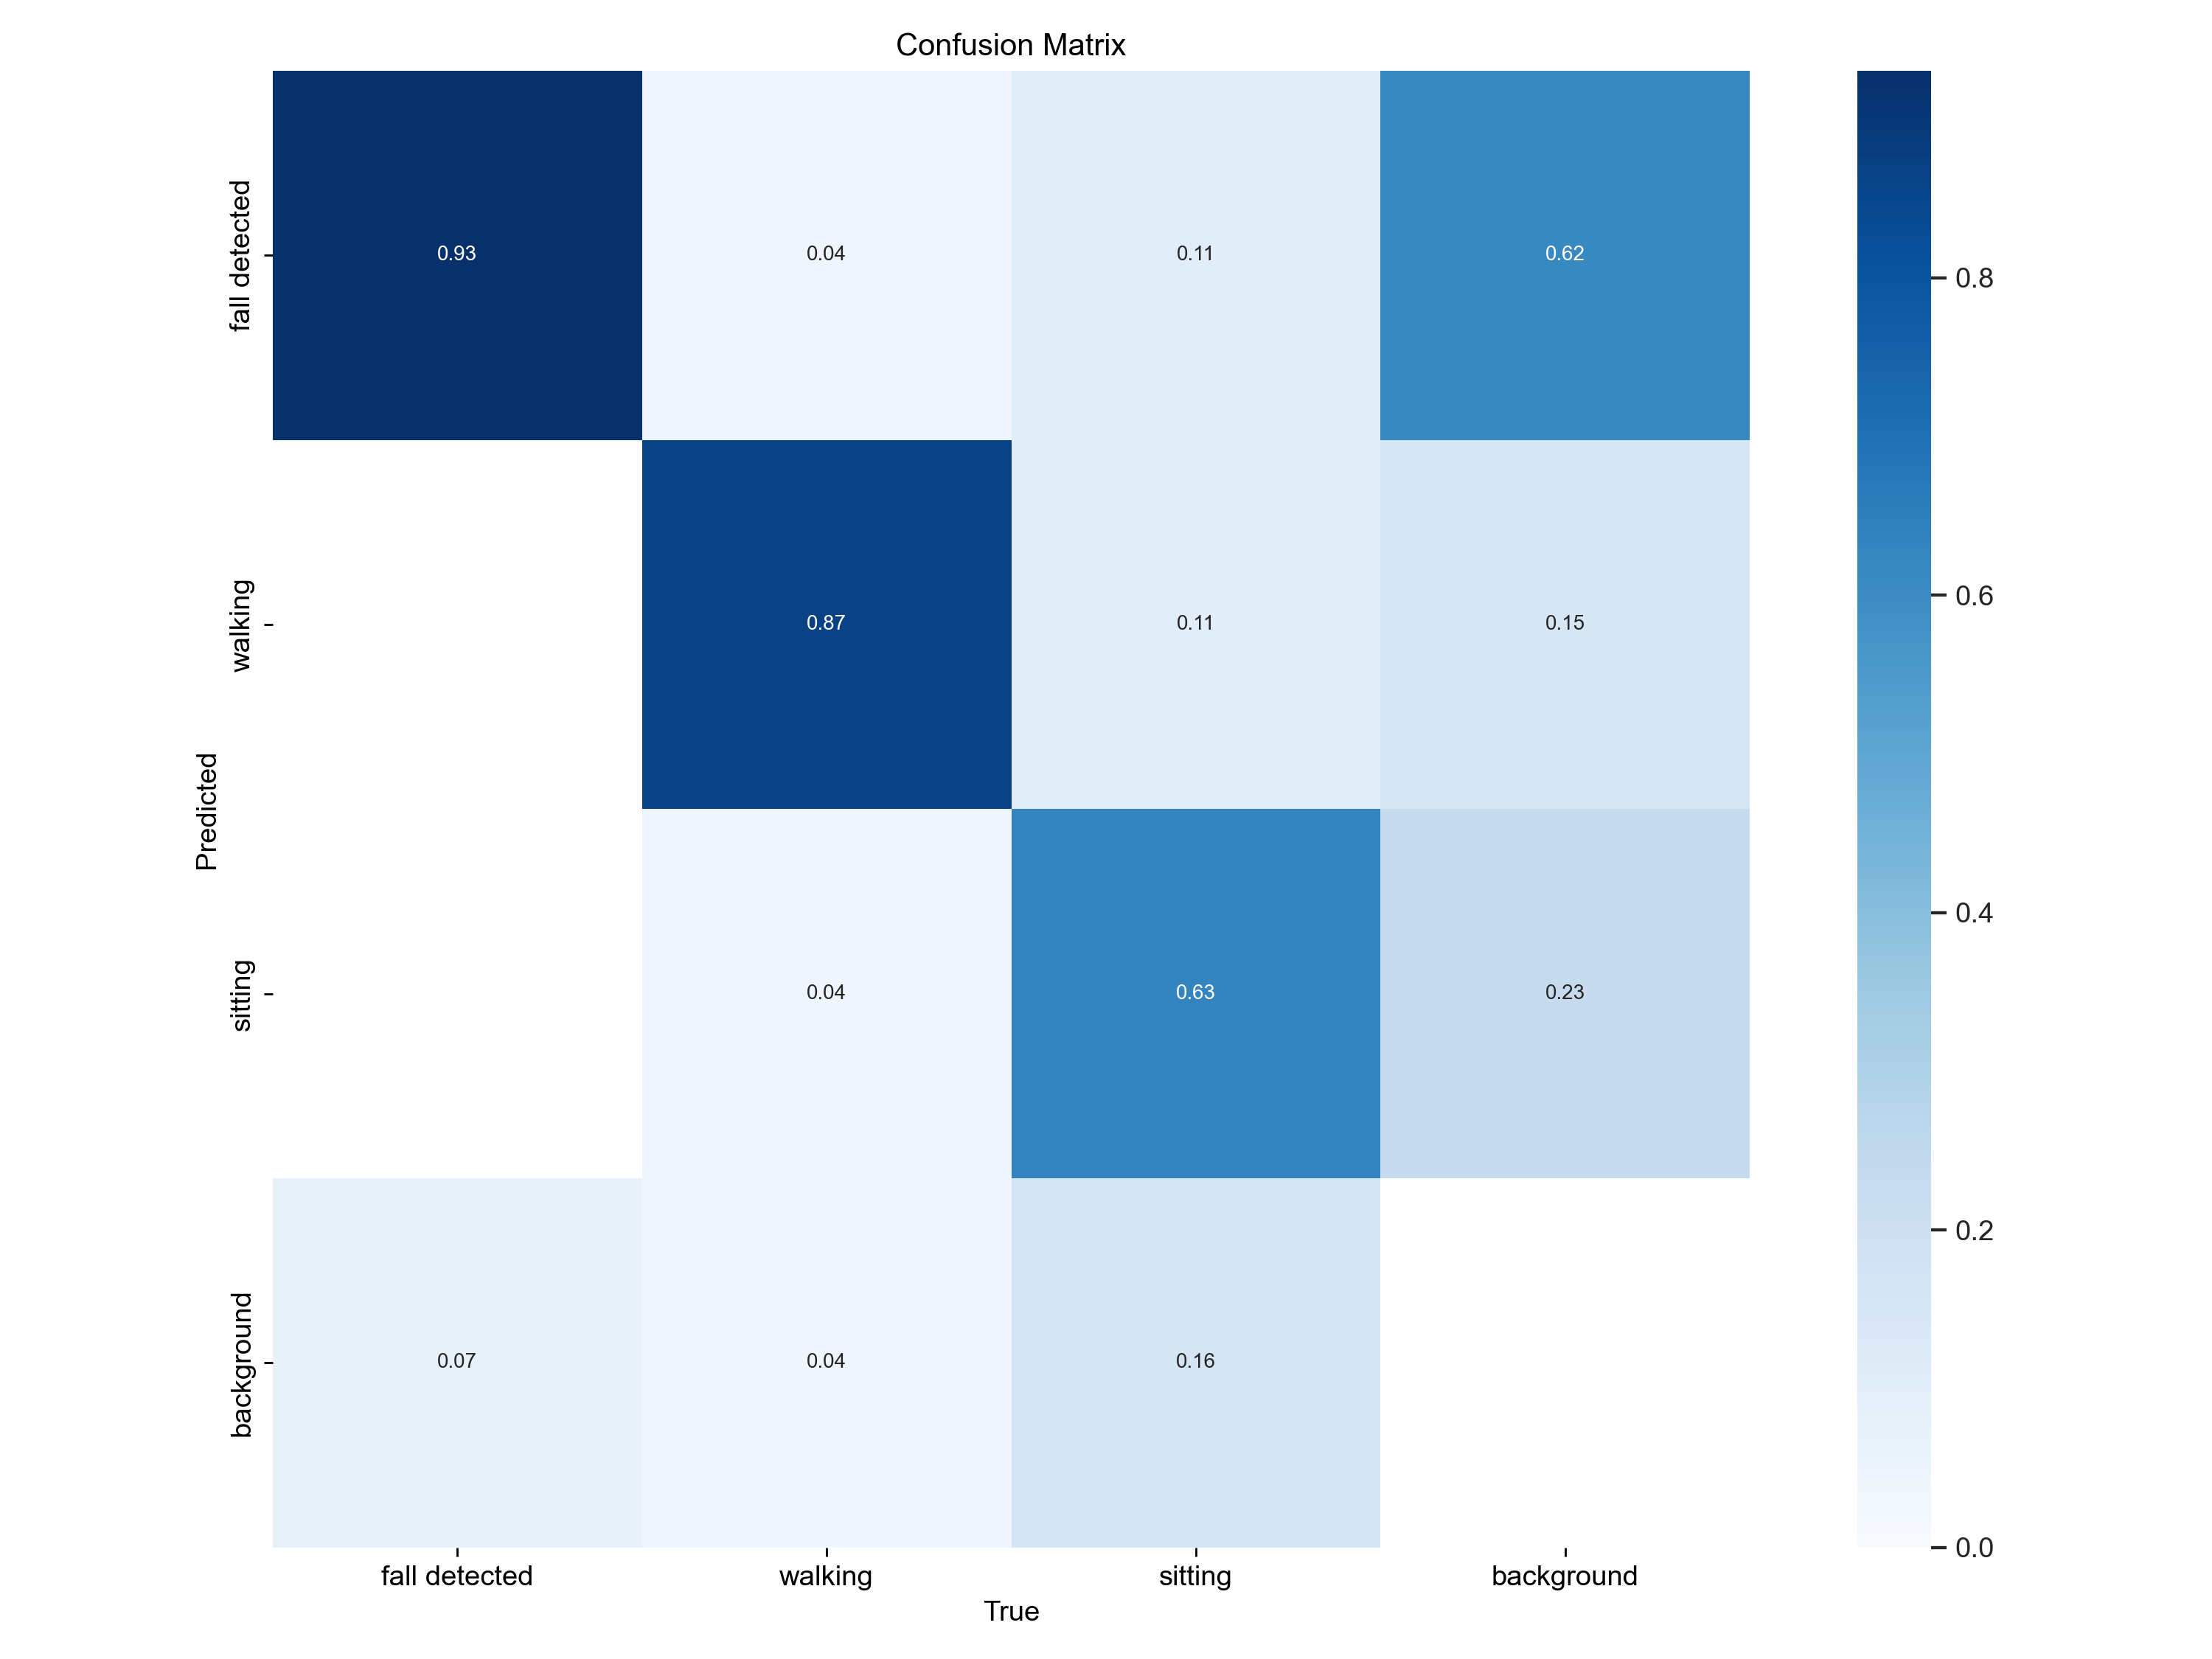 Confusion Matrix
fall detected
0.93
0.04
0.11
0.62
walking
0.87
0.11
0.15
sitting
0.04
0.63
0.23
background
0.07
0.04
0.16
Predicted
fall detected
walking
sitting
background
True
0.8
0.6
0.4
0.2
0.0